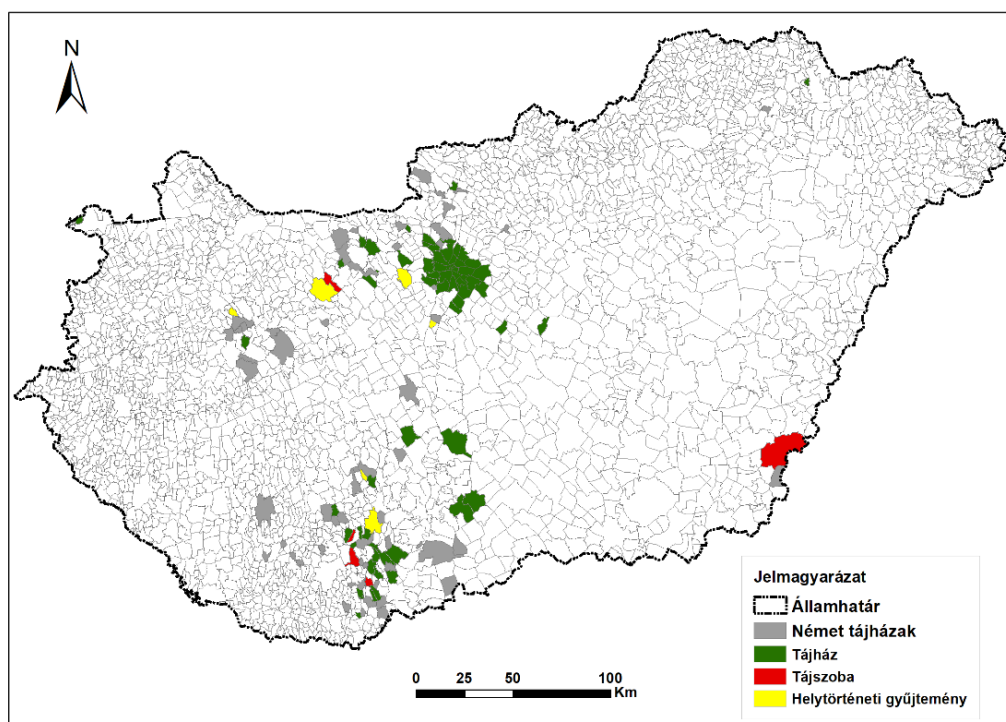 N
Jelmagyarázat
Államhatár
Német tájházak
Tájház
Tájszoba
Helytörténeti gyűjtemény
0 25 50 100
Km